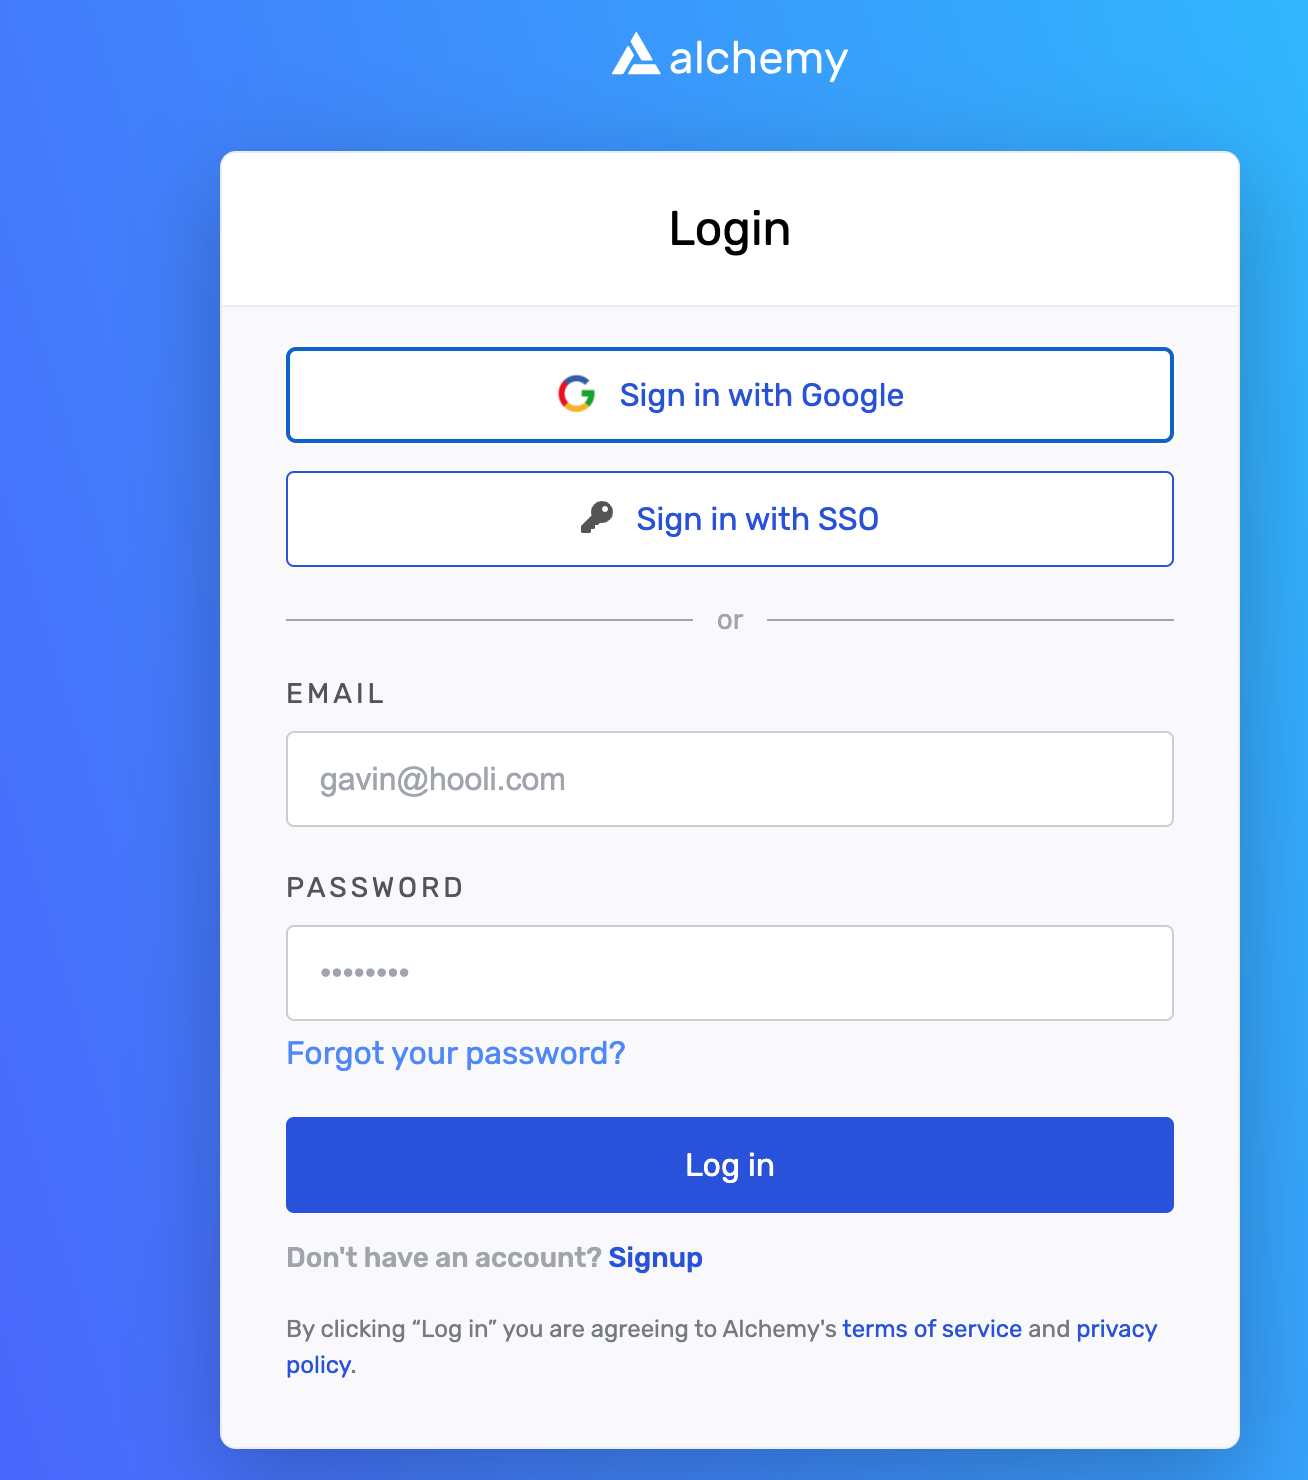 alchemy
Login
Sign in with Google
Sign in with SSO
or
EMAIL
gavin@hooli.com
PASSWORD
••••••••
Forgot your password?
Log in
Don't have an account? Signup
By clicking “Log in” you are agreeing to Alchemy's terms of service and privacy
policy.